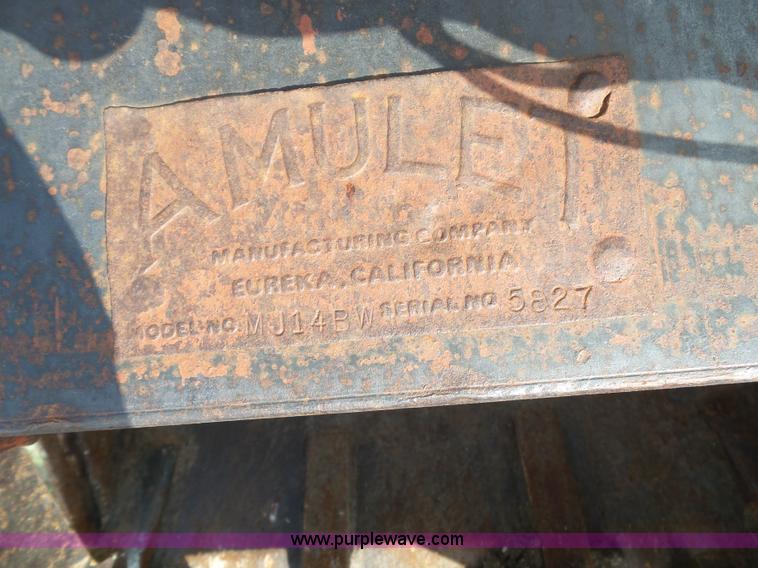 AMULET
MANUFACTURING COMPANY
EUREKA, CALIFORNIA
MODEL NO. MJ14BW SERIAL NO 5827
www.purplewave.com